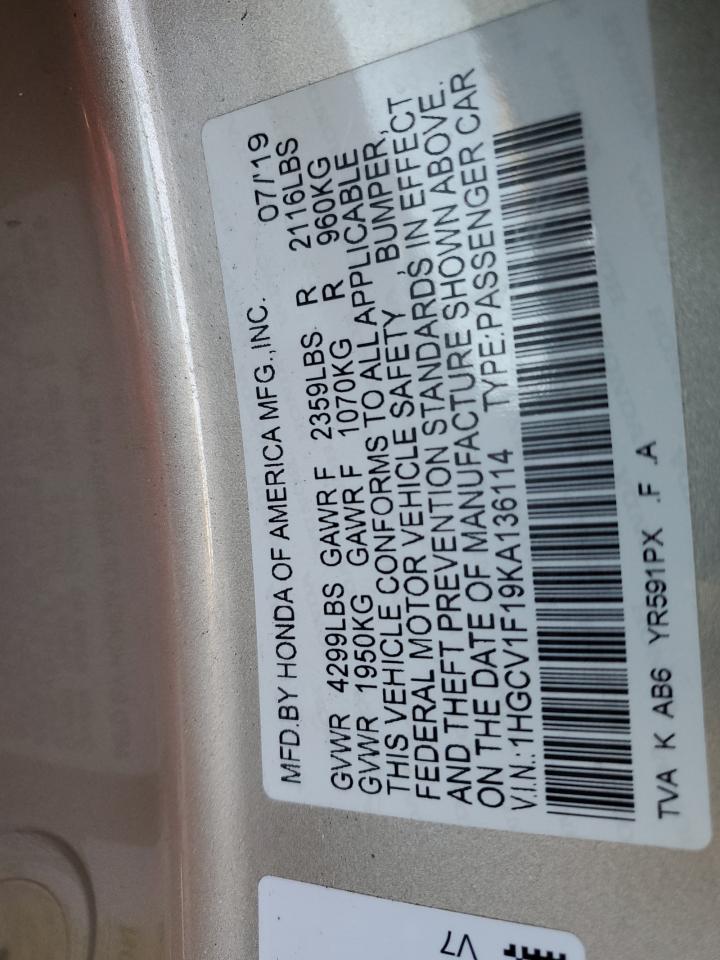 MFD.BY HONDA OF AMERICA MFG.,INC. 07/'19
GVWR 4299LBS GAWR F 2359LBS R 2116LBS
GVWR 1950KG GAWR F 1070KG R 960KG
THIS VEHICLE CONFORMS TO ALL APPLICABLE
FEDERAL MOTOR VEHICLE SAFETY, BUMPER,
AND THEFT PREVENTION STANDARDS IN EFFECT
ON THE DATE OF MANUFACTURE SHOWN ABOVE.
V.I.N.:1HGCV1F19KA136114 TYPE:PASSENGER CAR
TVA K AB6 YR591PX .F .A
V7